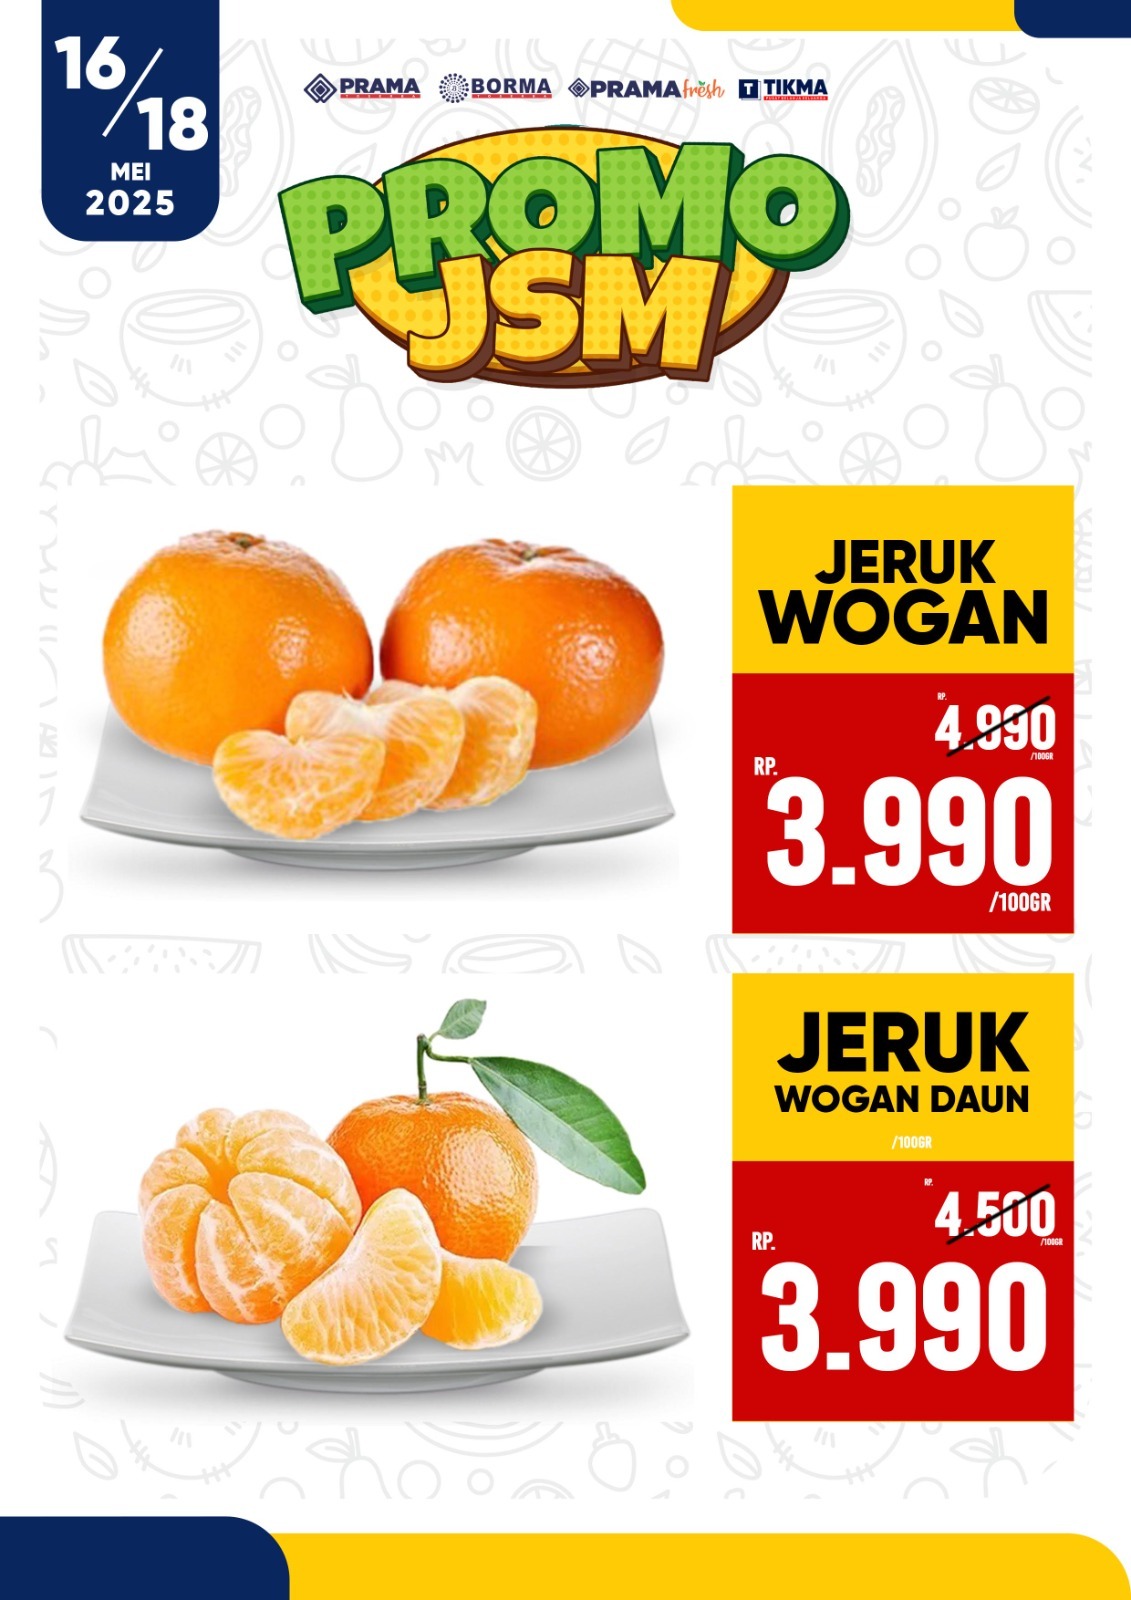 16/18
MEI
2025
PRAMA
BORMA
PRAMA fresh
T TIKMA
PROMO
JSM
JERUK
WOGAN
RP.
4.990
/100GR
RP.
3.990
/100GR
JERUK
WOGAN DAUN
/100GR
RP.
4.500
/100GR
RP.
3.990